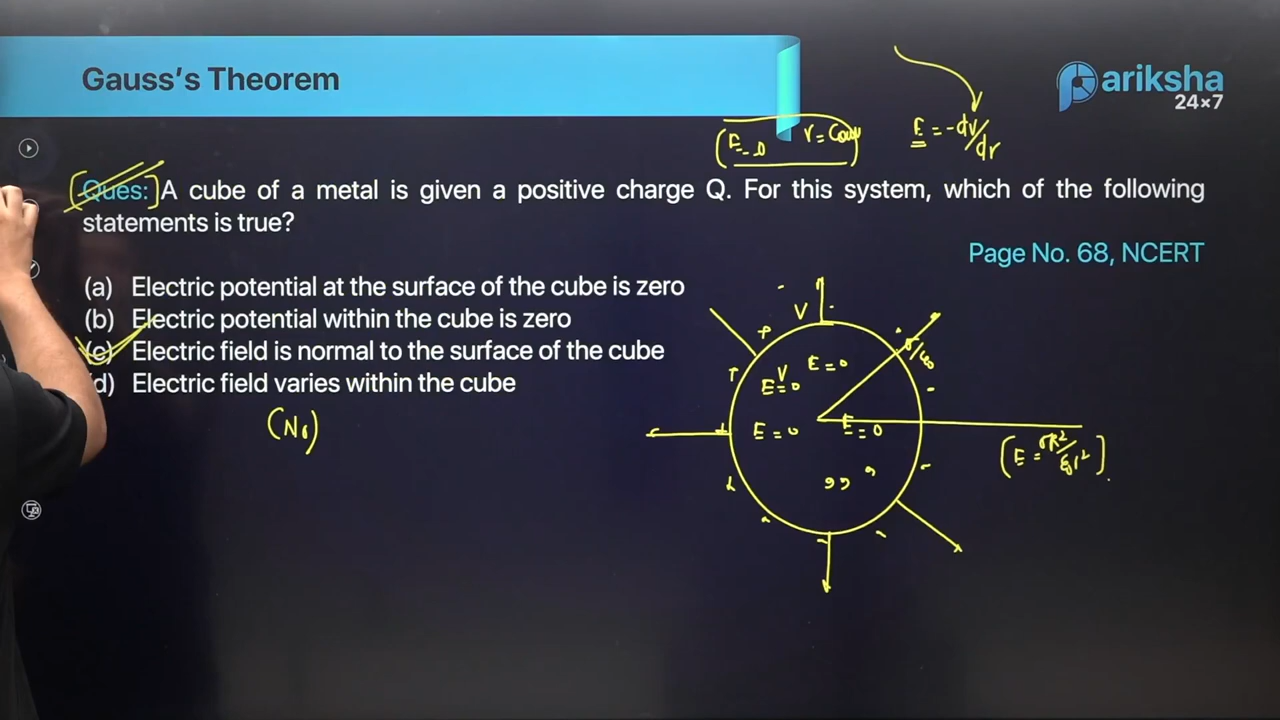 Gauss's Theorem
Pariksha
24×7
E = -dv/dr
E = 0
Ques: A cube of a metal is given a positive charge Q. For this system, which of the following
statements is true?
Page No. 68, NCERT
(a) Electric potential at the surface of the cube is zero
(b) Electric potential within the cube is zero
(c) Electric field is normal to the surface of the cube
(d) Electric field varies within the cube
V
σ/ε₀
E = 0
V
E = 0
E = 0
E = 0
(E = σR²/ε₀r²)